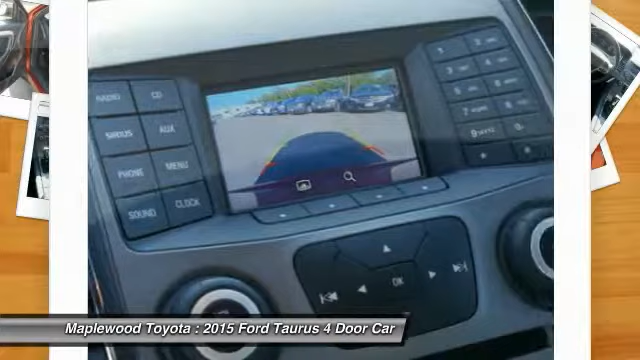 RADIO CD
SIRIUS AUX
PHONE MENU
SOUND CLOCK
OK
Maplewood Toyota : 2015 Ford Taurus 4 Door Car